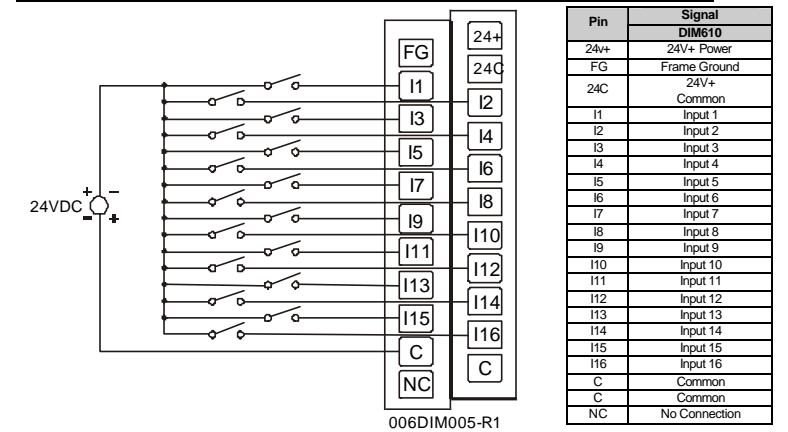 FG
24+
24C
I1
I2
I3
I4
I5
I6
I7
I8
I9
I10
I11
I12
I13
I14
I15
I16
C
C
NC
+ −
24VDC
− +
006DIM005-R1
Pin Signal
DIM610
24v+ 24V+ Power
FG Frame Ground
24C 24V+
Common
I1 Input 1
I2 Input 2
I3 Input 3
I4 Input 4
I5 Input 5
I6 Input 6
I7 Input 7
I8 Input 8
I9 Input 9
I10 Input 10
I11 Input 11
I12 Input 12
I13 Input 13
I14 Input 14
I15 Input 15
I16 Input 16
C Common
C Common
NC No Connection